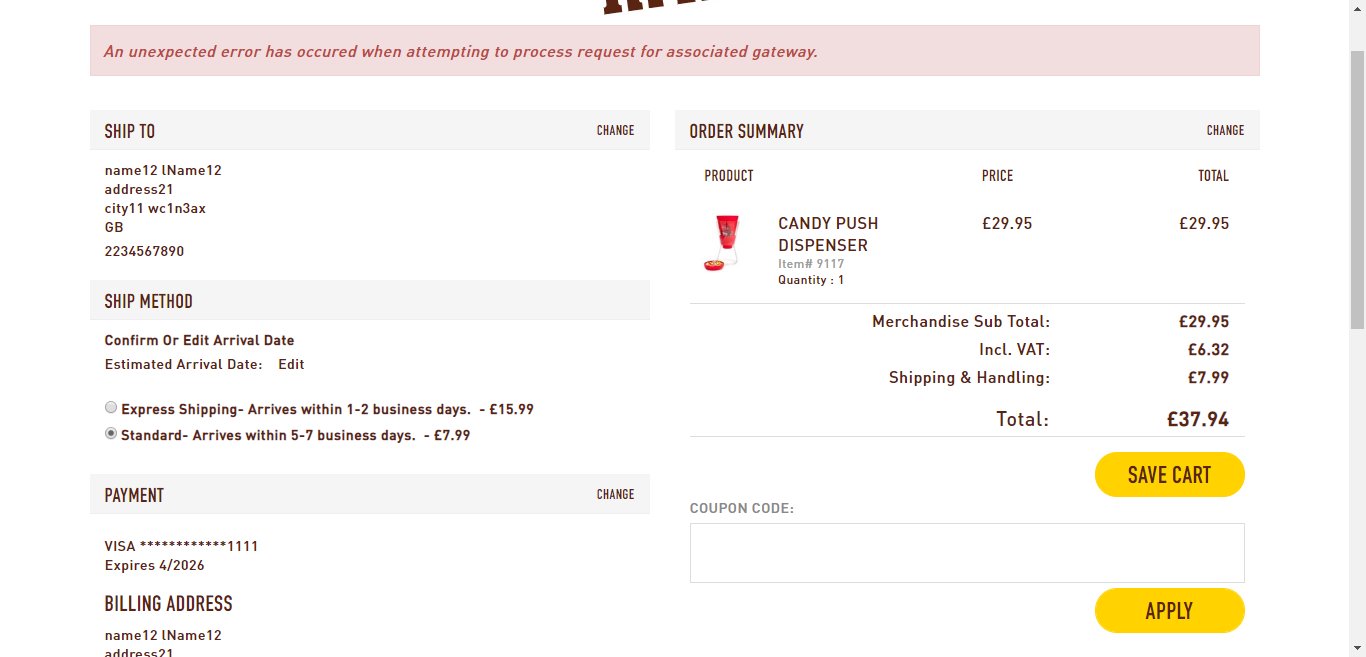 An unexpected error has occured when attempting to process request for associated gateway.
SHIP TO
CHANGE
name12 lName12
address21
city11 wc1n3ax
GB
2234567890
SHIP METHOD
Confirm Or Edit Arrival Date
Estimated Arrival Date: Edit
Express Shipping- Arrives within 1-2 business days. - £15.99
Standard- Arrives within 5-7 business days. - £7.99
PAYMENT
CHANGE
VISA ************1111
Expires 4/2026
BILLING ADDRESS
name12 lName12
address21
ORDER SUMMARY
CHANGE
PRODUCT PRICE TOTAL
CANDY PUSH £29.95 £29.95
DISPENSER
Item# 9117
Quantity : 1
Merchandise Sub Total: £29.95
Incl. VAT: £6.32
Shipping & Handling: £7.99
Total: £37.94
SAVE CART
COUPON CODE:
APPLY